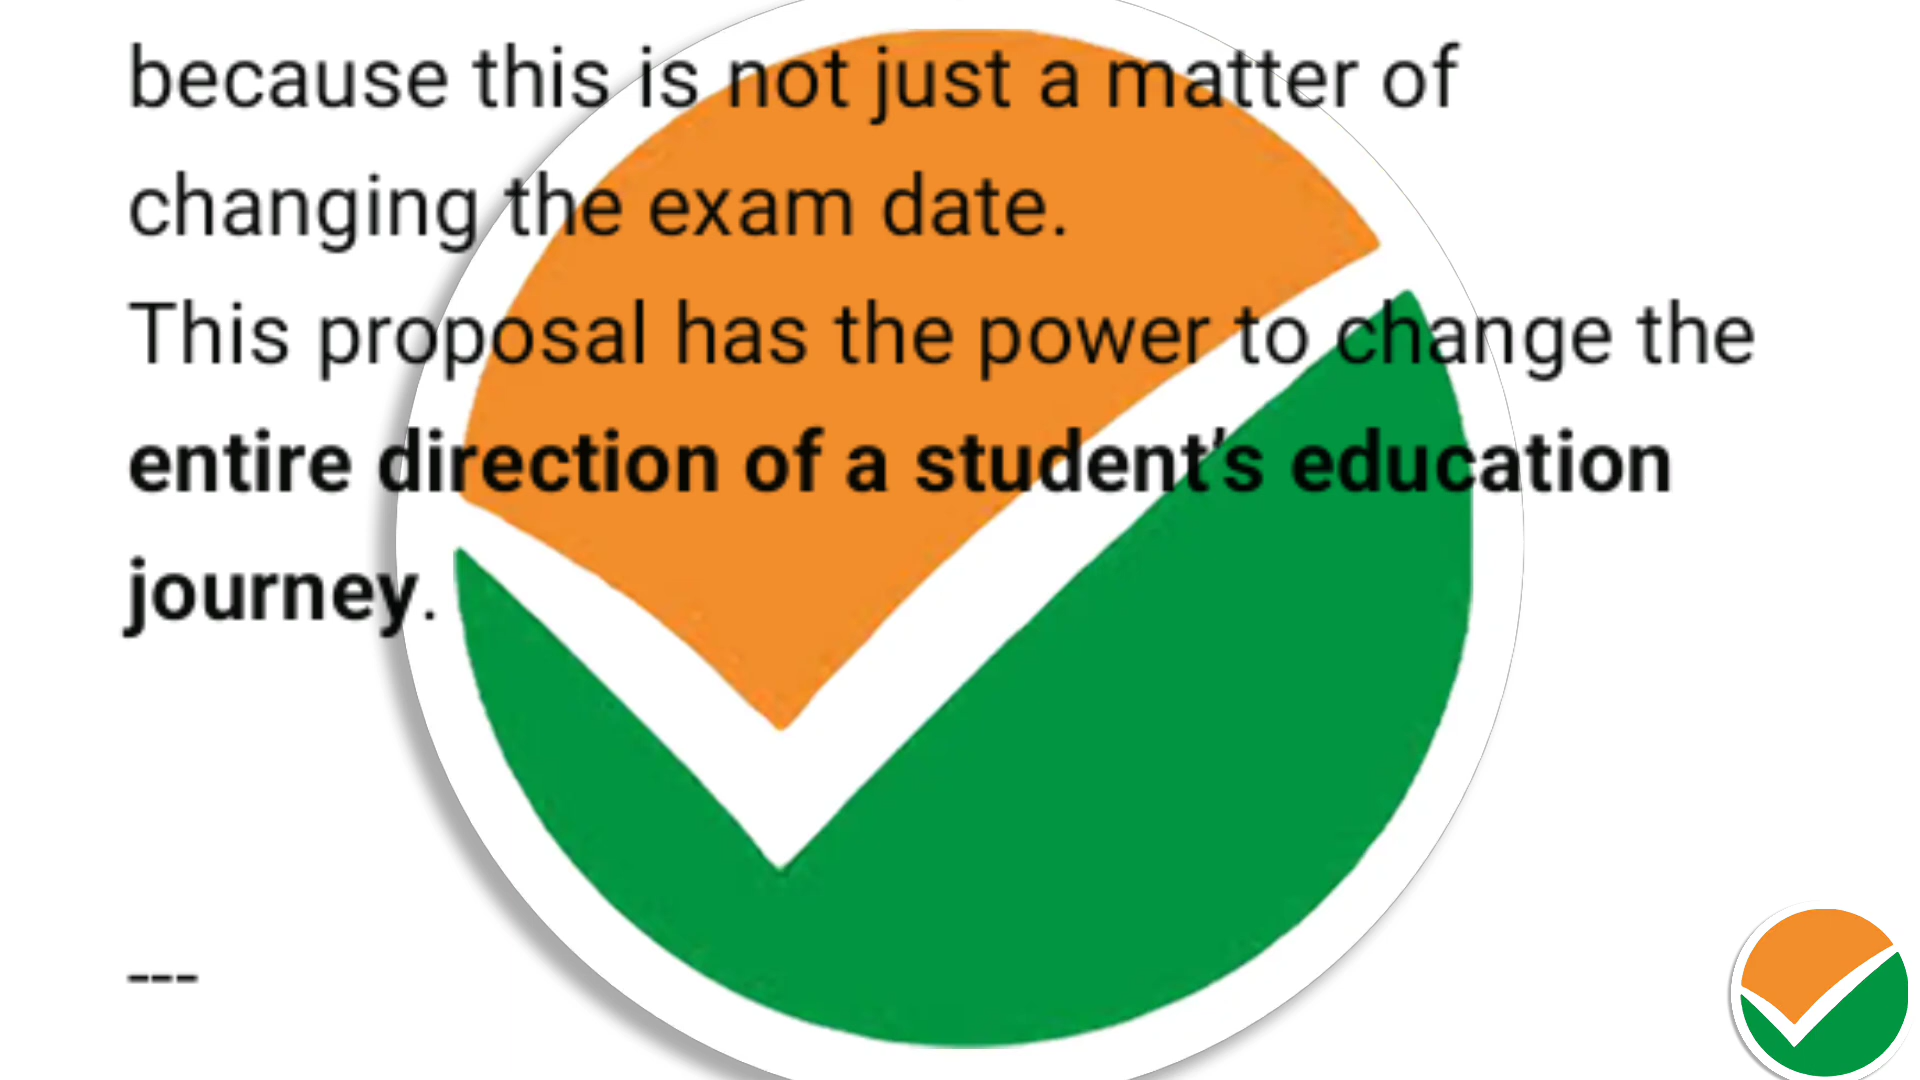 because this is not just a matter of
changing the exam date.
This proposal has the power to change the
entire direction of a student’s education
journey.
---